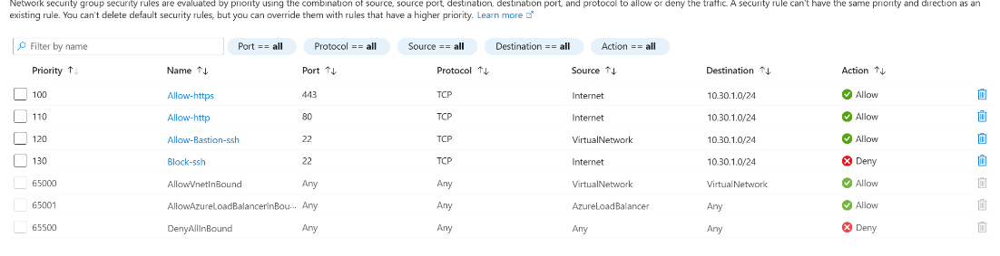 Network security group security rules are evaluated by priority using the combination of source, source port, destination, destination port, and protocol to allow or deny the traffic. A security rule can't have the same priority and direction as an
existing rule. You can't delete default security rules, but you can override them with rules that have a higher priority. Learn more
Filter by name Port == all Protocol == all Source == all Destination == all Action == all
Priority ↑↓ Name ↑↓ Port ↑↓ Protocol ↑↓ Source ↑↓ Destination ↑↓ Action ↑↓
100 Allow-https 443 TCP Internet 10.30.1.0/24 Allow
110 Allow-http 80 TCP Internet 10.30.1.0/24 Allow
120 Allow-Bastion-ssh 22 TCP VirtualNetwork 10.30.1.0/24 Allow
130 Block-ssh 22 TCP Internet 10.30.1.0/24 Deny
65000 AllowVnetInBound Any Any VirtualNetwork VirtualNetwork Allow
65001 AllowAzureLoadBalancerInBou··· Any Any AzureLoadBalancer Any Allow
65500 DenyAllInBound Any Any Any Any Deny